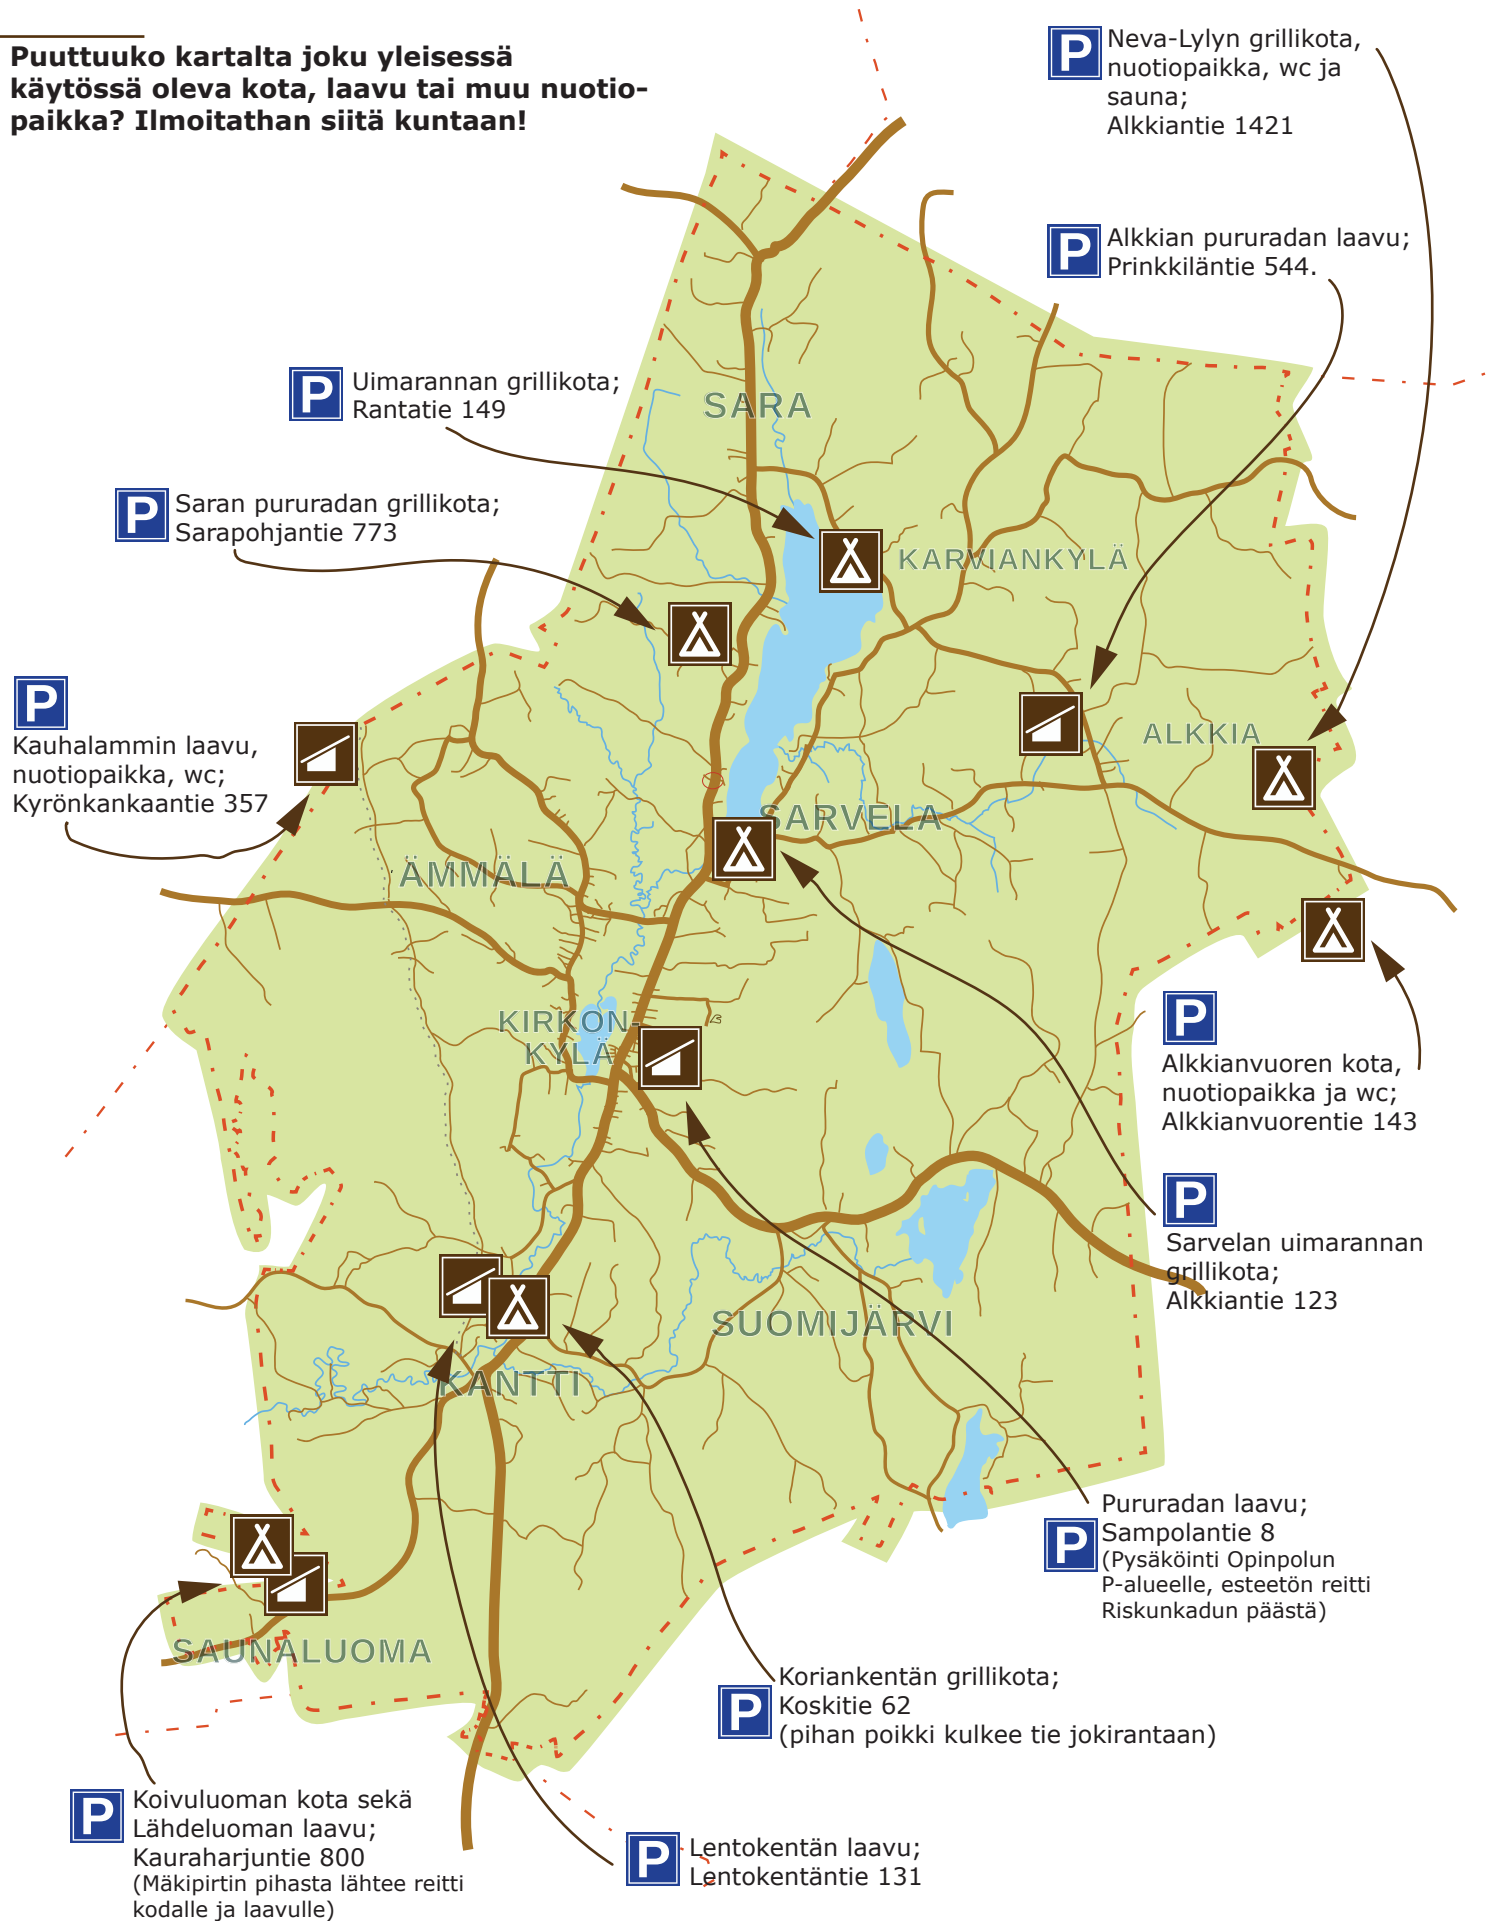 Puuttuuko kartalta joku yleisessä
käytössä oleva kota, laavu tai muu nuotio-
paikka? Ilmoitathan siitä kuntaan!
P
Neva-Lylyn grillikota,
nuotiopaikka, wc ja
sauna;
Alkkiantie 1421
P
Alkkian pururadan laavu;
Prinkkiläntie 544.
P
Uimarannan grillikota;
Rantatie 149
SARA
P
Saran pururadan grillikota;
Sarapohjantie 773
KARVIANKYLÄ
P
Kauhalammin laavu,
nuotiopaikka, wc;
Kyrönkankaantie 357
ALKKIA
SARVELA
ÄMMÄLÄ
KIRKON-
KYLÄ
P
Alkkianvuoren kota,
nuotiopaikka ja wc;
Alkkianvuorentie 143
P
Sarvelan uimarannan
grillikota;
Alkkiantie 123
SUOMIJÄRVI
KANTTI
P
Pururadan laavu;
Sampolantie 8
(Pysäköinti Opinpolun
P-alueelle, esteetön reitti
Riskunkadun päästä)
SAUNALUOMA
P
Koriankentän grillikota;
Koskitie 62
(pihan poikki kulkee tie jokirantaan)
P
Koivuluoman kota sekä
Lähdeluoman laavu;
Kauraharjuntie 800
(Mäkipirtin pihasta lähtee reitti
kodalle ja laavulle)
P
Lentokentän laavu;
Lentokentäntie 131